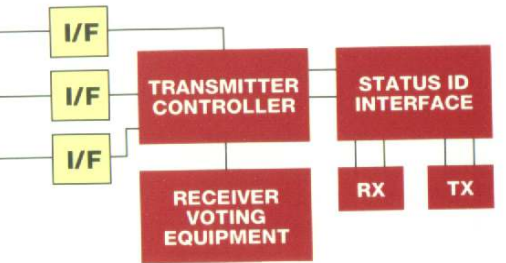 I/F
I/F
I/F
TRANSMITTER
CONTROLLER
STATUS ID
INTERFACE
RECEIVER
VOTING
EQUIPMENT
RX
TX